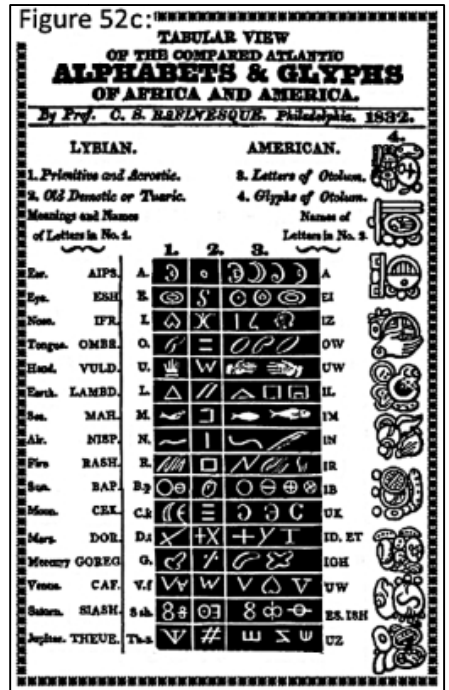 Figure 52c:
TABULAR VIEW
OF THE COMPARED ATLANTIC
ALPHABETS & GLYPHS
OF AFRICA AND AMERICA.
By Prof. C. S. RAFINESQUE. Philadelphia. 1832.
4.
LYBIAN. AMERICAN.
1. Primitive and Acrostic. 3. Letters of Otolum.
2. Old Demotic or Tuaric. 4. Glyphs of Otolum.
Meanings and Names Names of
of Letters in No. 1. Letters in No. 3.
1. 2. 3.
Ear. AIPS. A. A
Eye. ESH E. EI
Nose. IFR. I. IZ
Tongue. OMBR. O. OW
Hand. VULD. U. UW
Earth. LAMBD. L. IL
Sea. MAH. M. IM
Air. NISP. N. IN
Fire RASH. R. IR
Sun. BAP. B.p IB
Moon. CEK. C.k UK
Mars. DOR. D.t ID. ET
Mercury GOREG G. IGH
Venus. CAF. V.f UW
Saturn. SIASH. S.sh ES. ISH
Jupiter. THEUE. Th.z UZ